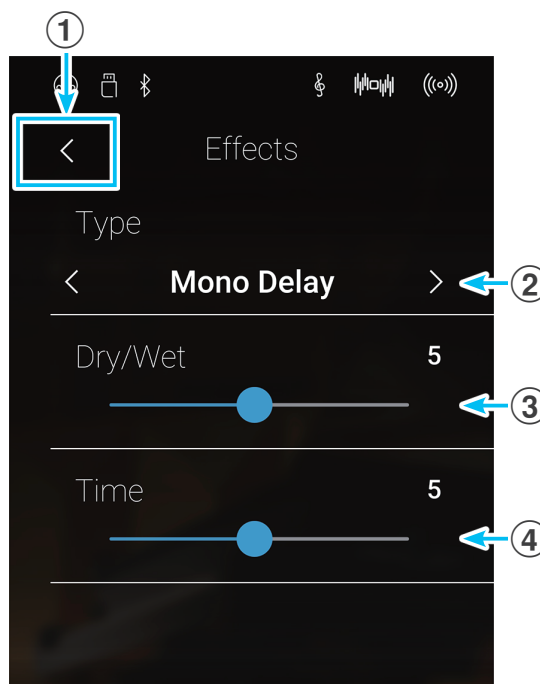 ①
Effects
Type
Mono Delay
②
Dry/Wet 5
③
Time 5
④